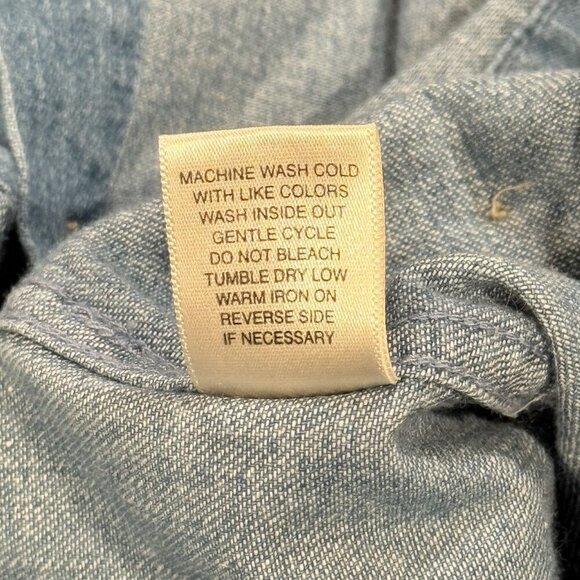 MACHINE WASH COLD
WITH LIKE COLORS
WASH INSIDE OUT
GENTLE CYCLE
DO NOT BLEACH
TUMBLE DRY LOW
WARM IRON ON
REVERSE SIDE
IF NECESSARY